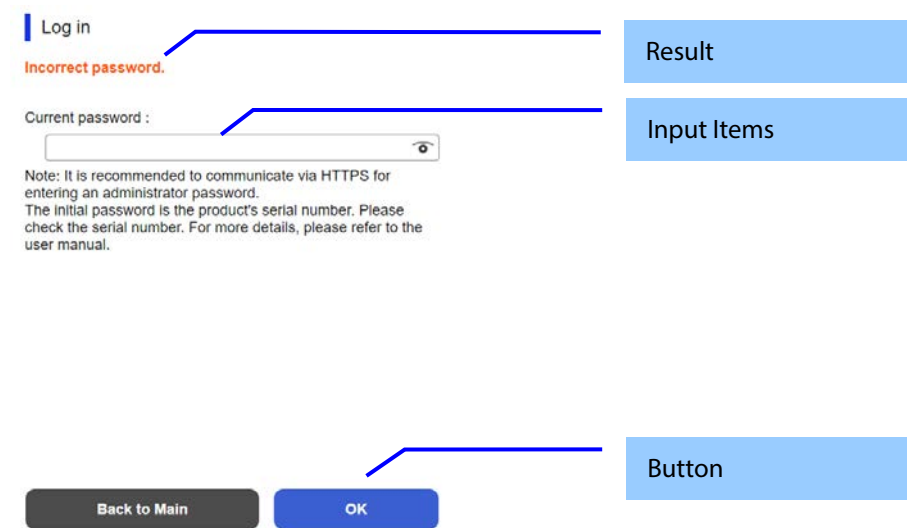 Log in
Result
Incorrect password.
Current password :
Input Items
Note: It is recommended to communicate via HTTPS for
entering an administrator password.
The initial password is the product's serial number. Please
check the serial number. For more details, please refer to the
user manual.
Button
Back to Main
OK